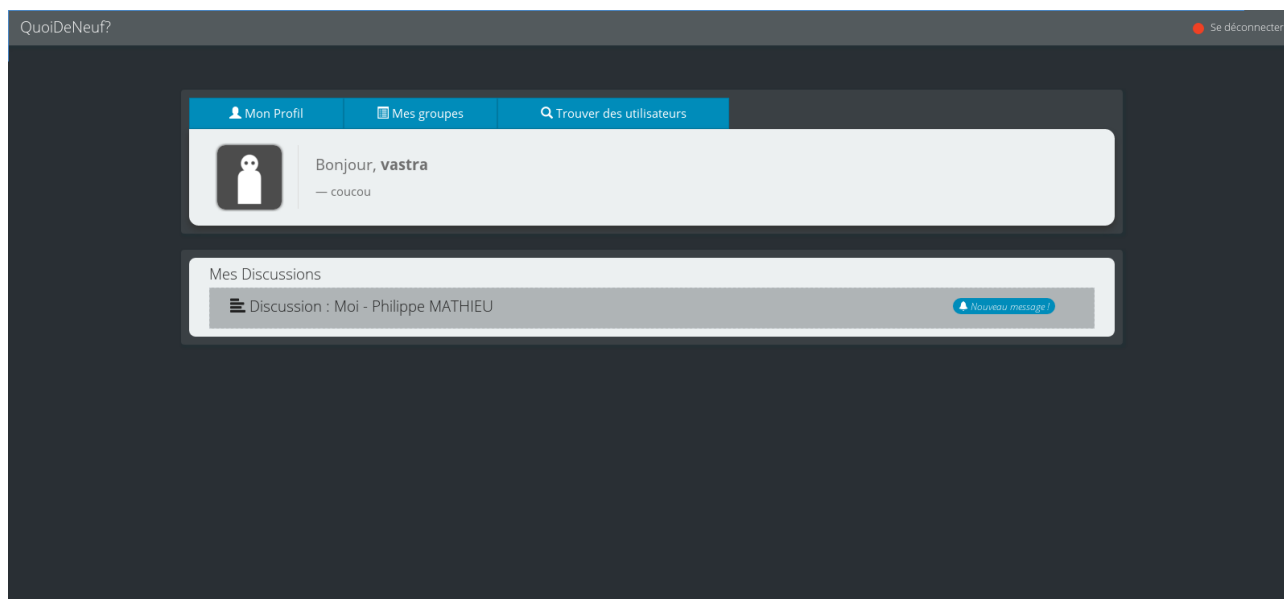 QuoiDeNeuf?
Se déconnecter
Mon Profil
Mes groupes
Trouver des utilisateurs
Bonjour, vastra
— coucou
Mes Discussions
Discussion : Moi - Philippe MATHIEU
Nouveau message !